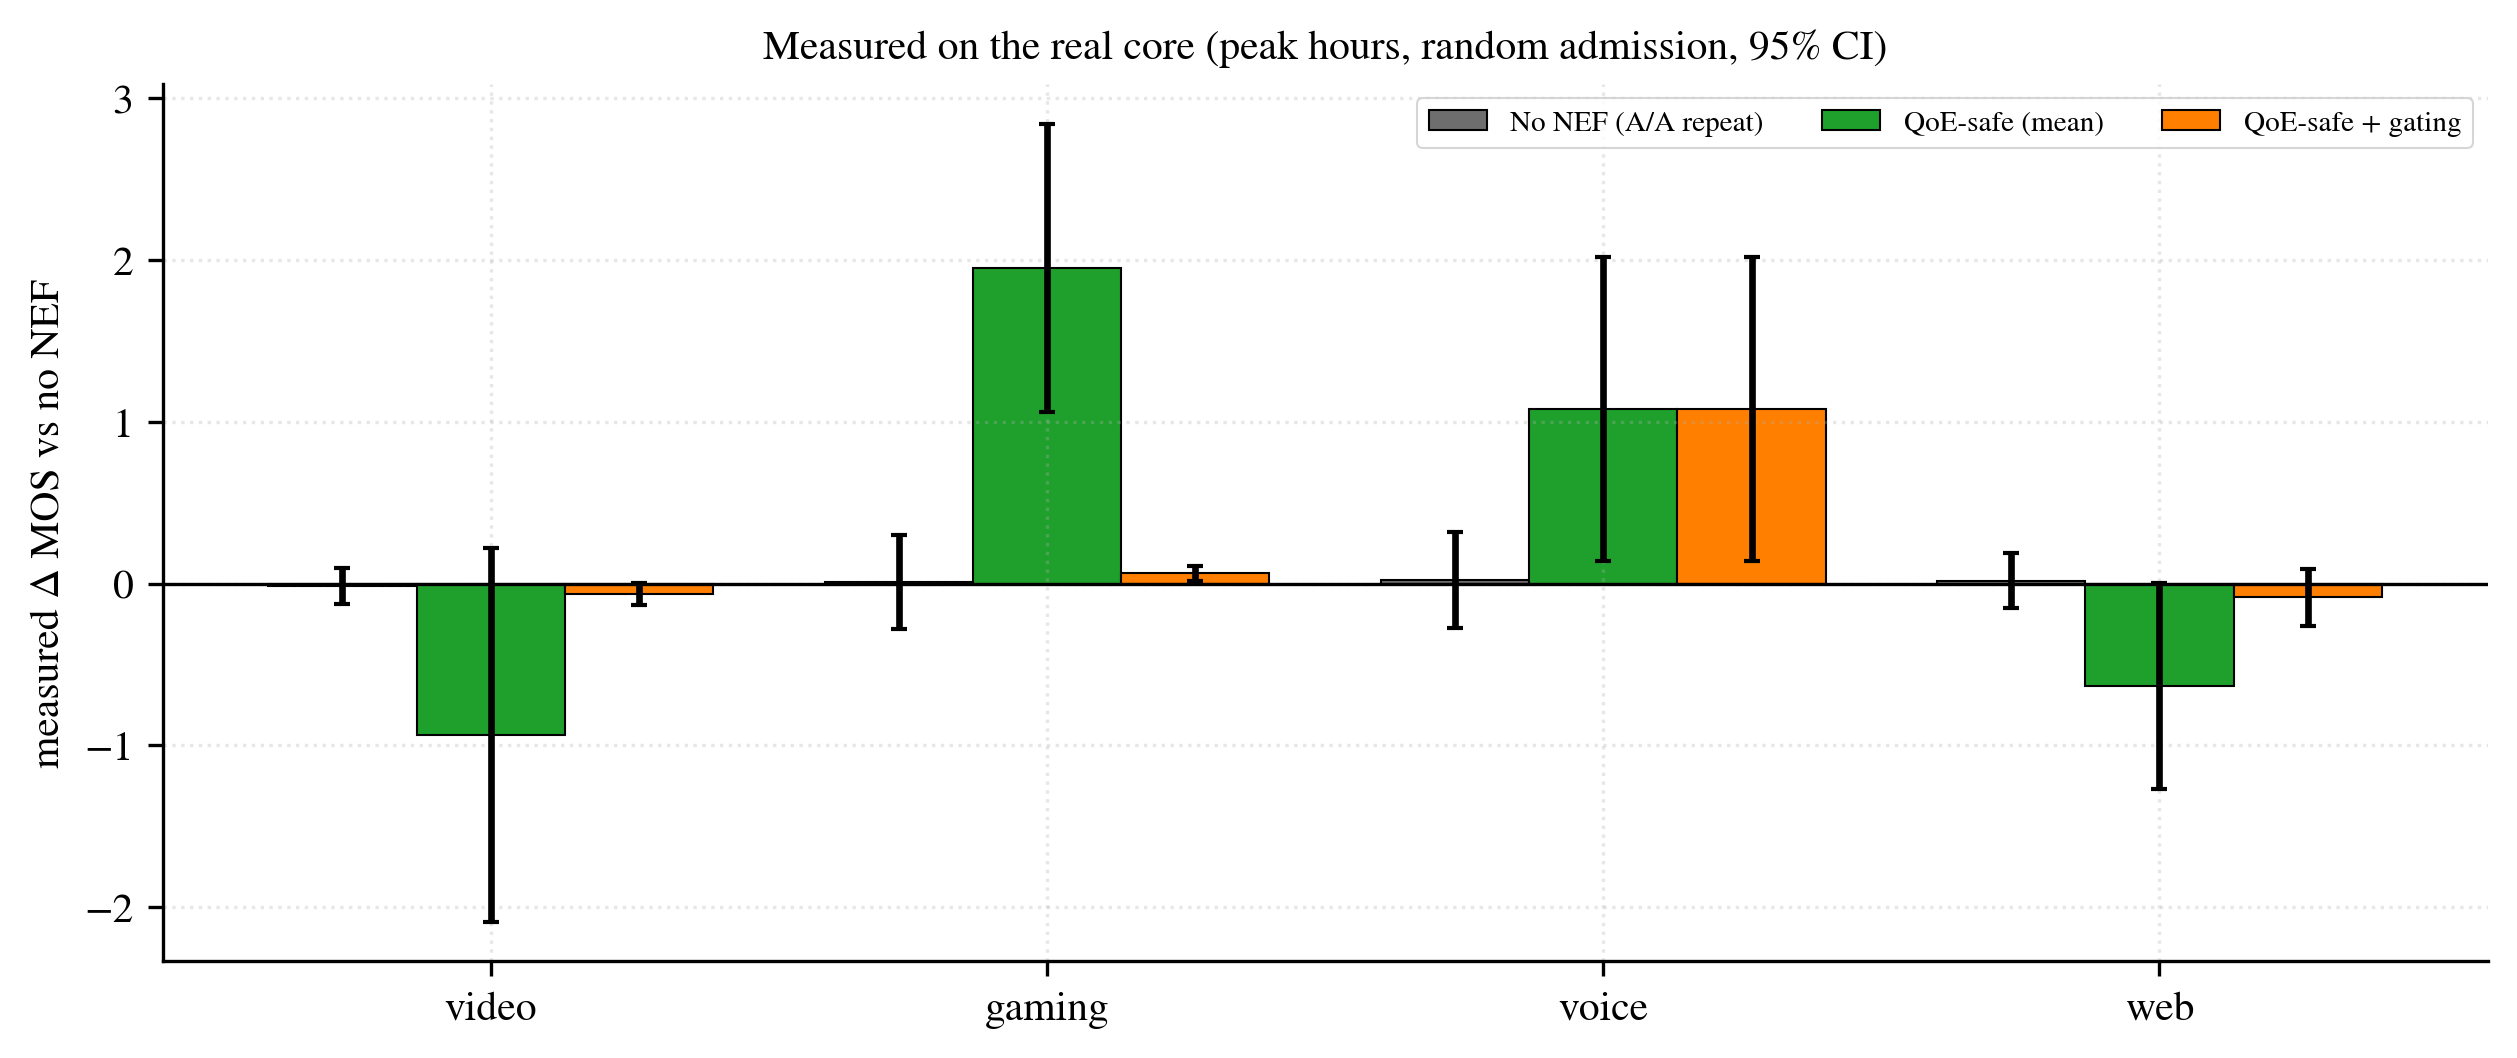 Measured on the real core (peak hours, random admission, 95% CI)
No NEF (A/A repeat)
QoE-safe (mean)
QoE-safe + gating
measured Δ MOS vs no NEF
3
2
1
0
−1
−2
video
gaming
voice
web